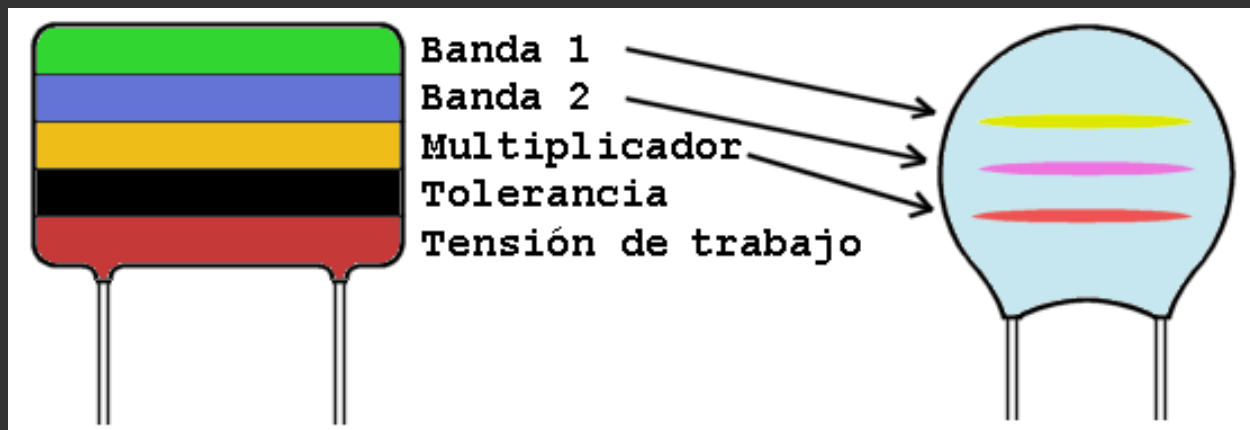 Banda 1
Banda 2
Multiplicador
Tolerancia
Tensión de trabajo